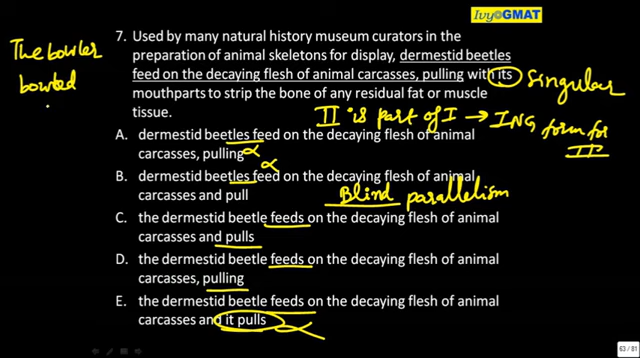 Ivy GMAT
7. Used by many natural history museum curators in the
The bowler
preparation of animal skeletons for display, dermestid beetles
bowled
feed on the decaying flesh of animal carcasses, pulling with its
singular
mouthparts to strip the bone of any residual fat or muscle
tissue.
II is part of I → ING form for
II
A. dermestid beetles feed on the decaying flesh of animal
carcasses, pulling
B. dermestid beetles feed on the decaying flesh of animal
carcasses and pull
Blind parallelism
C. the dermestid beetle feeds on the decaying flesh of animal
carcasses and pulls
D. the dermestid beetle feeds on the decaying flesh of animal
carcasses, pulling
E. the dermestid beetle feeds on the decaying flesh of animal
carcasses and it pulls
63 / 81